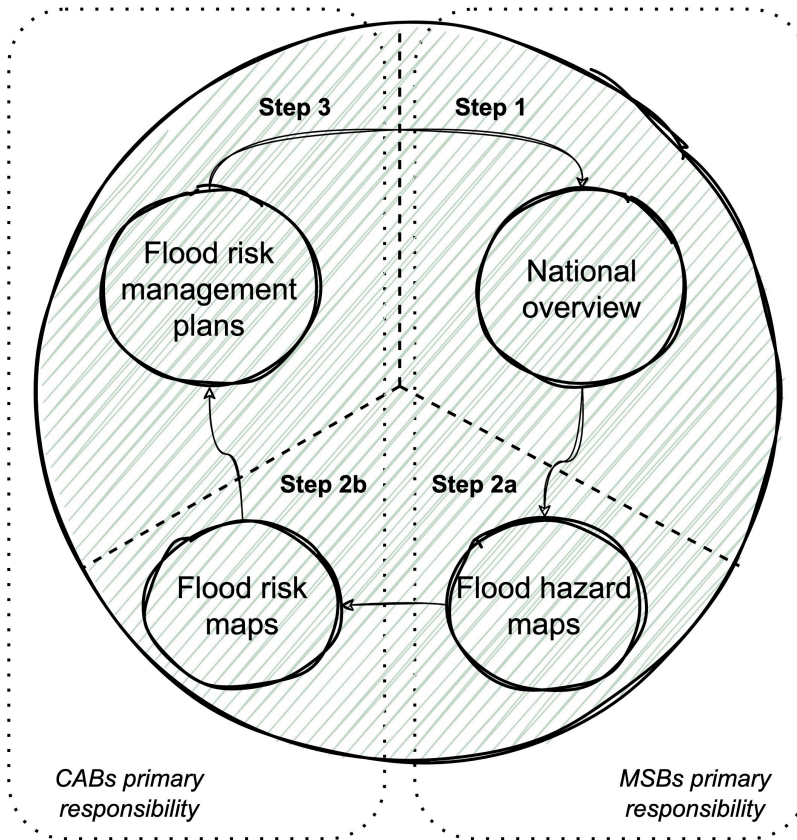 Step 3
Step 1
Flood risk
management
plans
National
overview
Step 2b
Step 2a
Flood risk
maps
Flood hazard
maps
CABs primary
responsibility
MSBs primary
responsibility